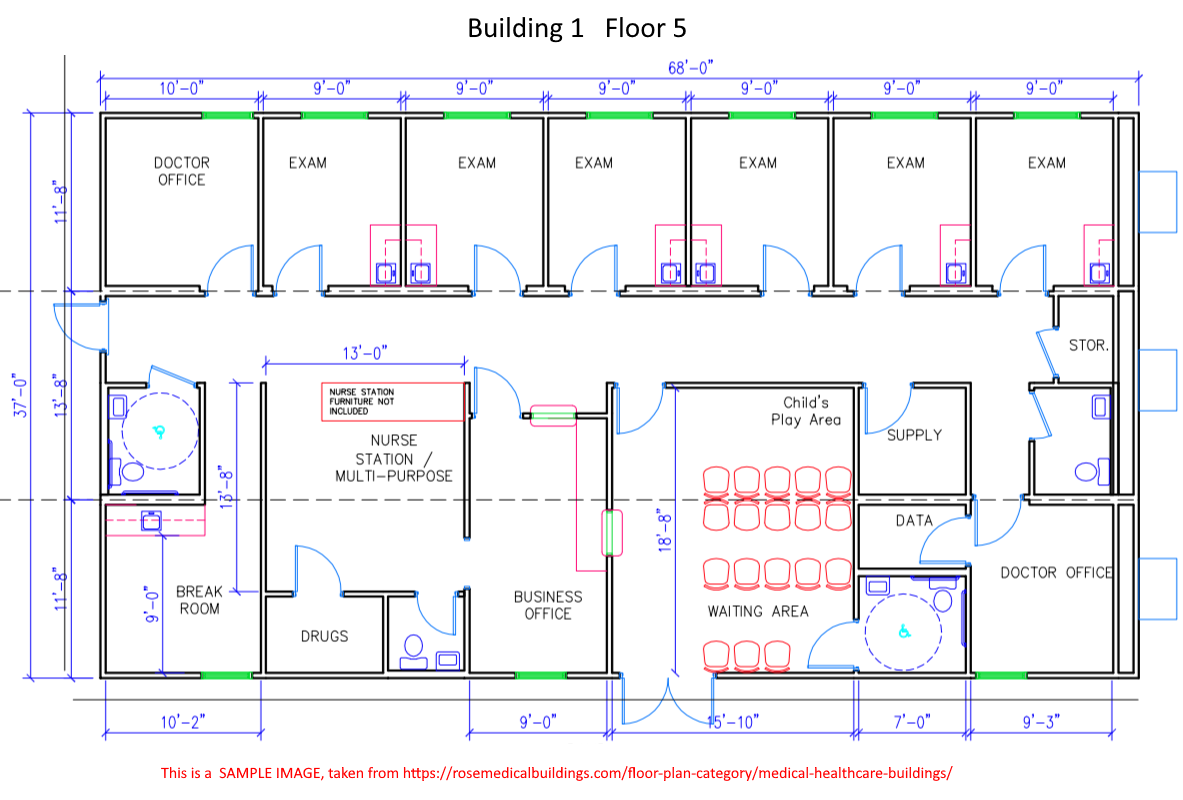 Building 1   Floor 5
68'-0"
10'-0"
9'-0"
9'-0"
9'-0"
9'-0"
9'-0"
9'-0"
DOCTOR
OFFICE
EXAM
EXAM
EXAM
EXAM
EXAM
EXAM
11'-8"
37'-0"
13'-8"
11'-8"
13'-0"
STOR.
NURSE STATION
FURNITURE NOT
INCLUDED
NURSE
STATION /
MULTI-PURPOSE
13'-8"
Child's
Play Area
SUPPLY
18'-8"
DATA
DOCTOR OFFICE
BREAK
ROOM
9'-0"
DRUGS
BUSINESS
OFFICE
WAITING AREA
10'-2"
9'-0"
15'-10"
7'-0"
9'-3"
This is a  SAMPLE IMAGE, taken from https://rosemedicalbuildings.com/floor-plan-category/medical-healthcare-buildings/